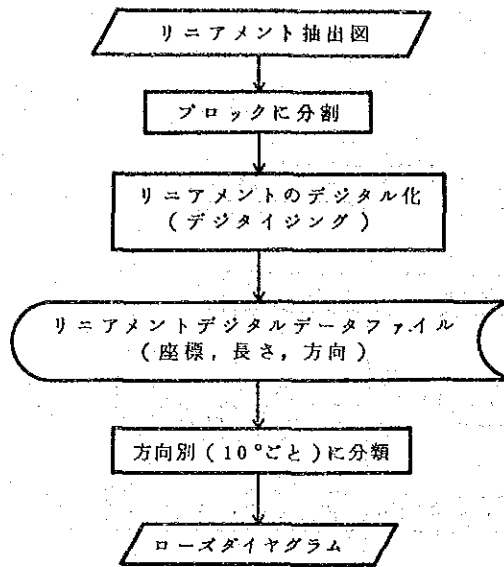 リニアメント抽出図
ブロックに分割
リニアメントのデジタル化
(デジタイジング)
リニアメントデジタルデータファイル
(座標,長さ,方向)
方向別(10°ごと)に分類
ローズダイヤグラム